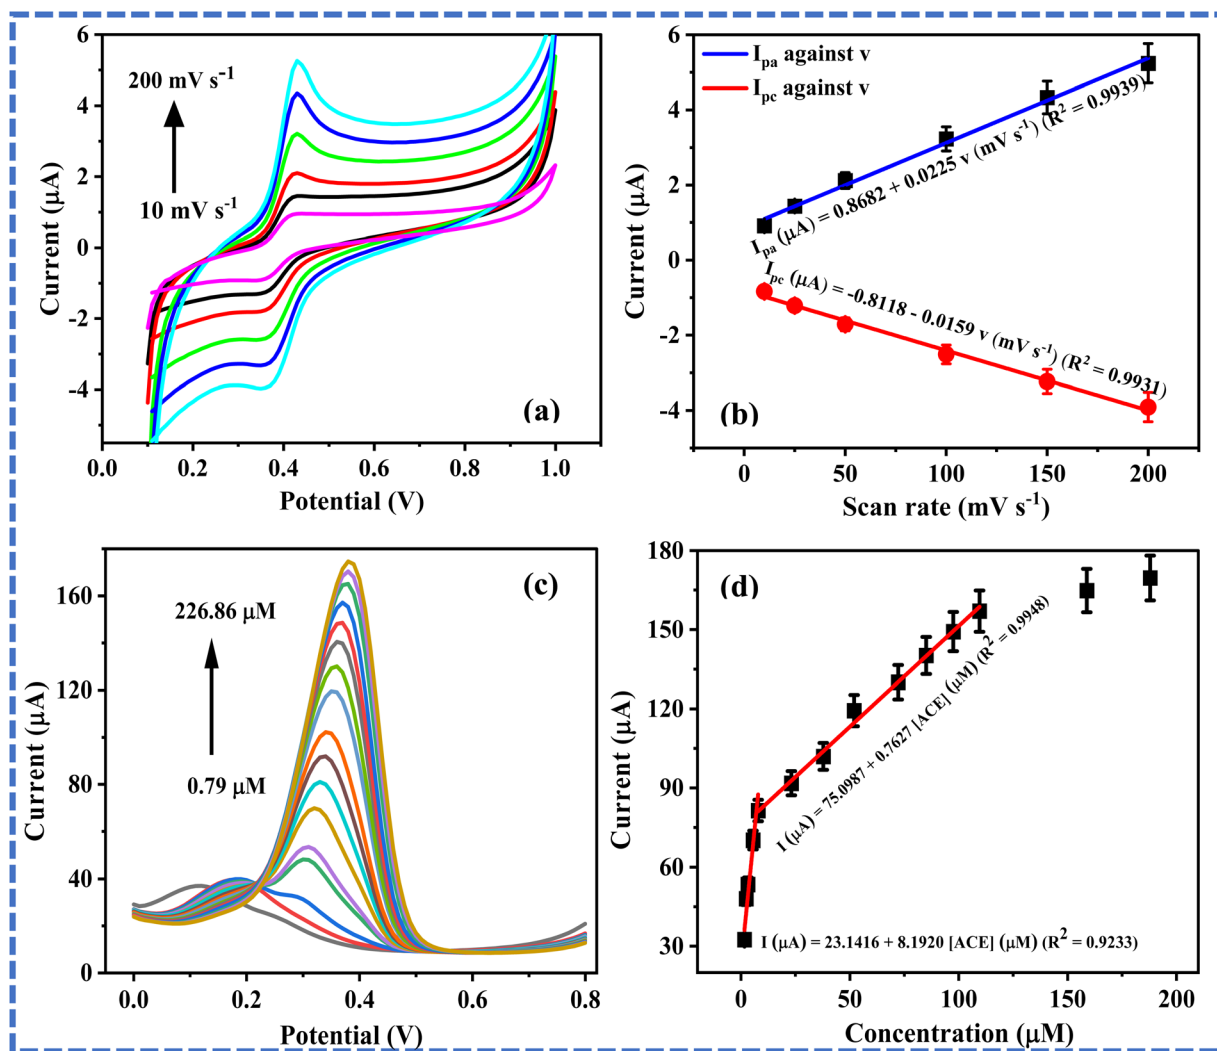 6
4
2
0
-2
-4
Current (μA)
200 mV s-1
10 mV s-1
(a)
0.0 0.2 0.4 0.6 0.8 1.0
Potential (V)
6
4
2
0
-2
-4
Current (μA)
Ipa against v
Ipc against v
Ipa (μA) = 0.8682 + 0.0225 v (mV s-1) (R2 = 0.9939)
Ipc (μA) = -0.8118 - 0.0159 v (mV s-1) (R2 = 0.9931)
(b)
0 50 100 150 200
Scan rate (mV s-1)
160
120
80
40
0
Current (μA)
(c)
226.86 μM
0.79 μM
0.0 0.2 0.4 0.6 0.8
Potential (V)
180
150
120
90
60
30
Current (μA)
(d)
I (μA) = 75.0987 + 0.7627 [ACE] (μM) (R2 = 0.9948)
I (μA) = 23.1416 + 8.1920 [ACE] (μM) (R2 = 0.9233)
0 50 100 150 200
Concentration (μM)